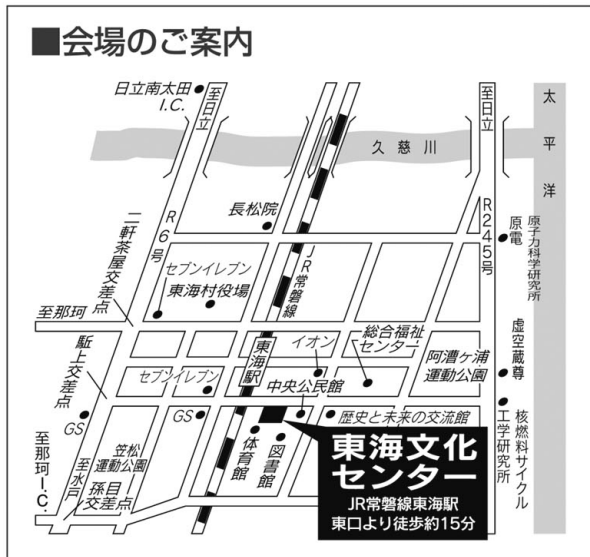 ■会場のご案内
日立南太田
I.C.
至日立
至日立
太平洋
久慈川
R6号
長松院
R245号
原電
原子力科学研究所
二軒茶屋交差点
JR常磐線
セブンイレブン
東海村役場
至那珂
東海駅
イオン
総合福祉
センター
虚空蔵尊
阿漕ヶ浦
運動公園
駈上交差点
セブンイレブン
中央公民館
GS
GS
歴史と未来の交流館
核燃料サイクル
工学研究所
体育館
図書館
笠松
運動公園
至那珂I.C.
至水戸
孫目
交差点
東海文化
センター
JR常磐線東海駅
東口より徒歩約15分